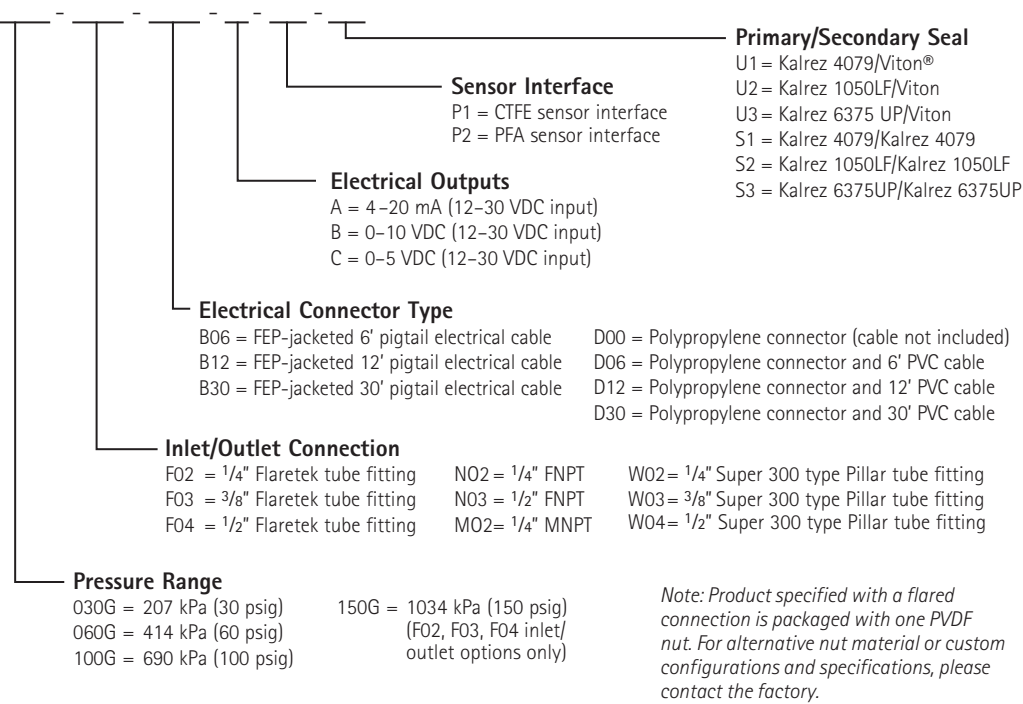 - - - - -
Primary/Secondary Seal
U1 = Kalrez 4079/Viton®
U2 = Kalrez 1050LF/Viton
U3 = Kalrez 6375 UP/Viton
S1 = Kalrez 4079/Kalrez 4079
S2 = Kalrez 1050LF/Kalrez 1050LF
S3 = Kalrez 6375UP/Kalrez 6375UP
Sensor Interface
P1 = CTFE sensor interface
P2 = PFA sensor interface
Electrical Outputs
A = 4–20 mA (12–30 VDC input)
B = 0–10 VDC (12–30 VDC input)
C = 0–5 VDC (12–30 VDC input)
Electrical Connector Type
B06 = FEP-jacketed 6' pigtail electrical cable
B12 = FEP-jacketed 12' pigtail electrical cable
B30 = FEP-jacketed 30' pigtail electrical cable
D00 = Polypropylene connector (cable not included)
D06 = Polypropylene connector and 6' PVC cable
D12 = Polypropylene connector and 12' PVC cable
D30 = Polypropylene connector and 30' PVC cable
Inlet/Outlet Connection
F02 = 1/4" Flaretek tube fitting
F03 = 3/8" Flaretek tube fitting
F04 = 1/2" Flaretek tube fitting
NO2 = 1/4" FNPT
N03 = 1/2" FNPT
MO2= 1/4" MNPT
W02= 1/4" Super 300 type Pillar tube fitting
W03= 3/8" Super 300 type Pillar tube fitting
W04= 1/2" Super 300 type Pillar tube fitting
Pressure Range
030G = 207 kPa (30 psig)
060G = 414 kPa (60 psig)
100G = 690 kPa (100 psig)
150G = 1034 kPa (150 psig)
(F02, F03, F04 inlet/
outlet options only)
Note: Product specified with a flared
connection is packaged with one PVDF
nut. For alternative nut material or custom
configurations and specifications, please
contact the factory.